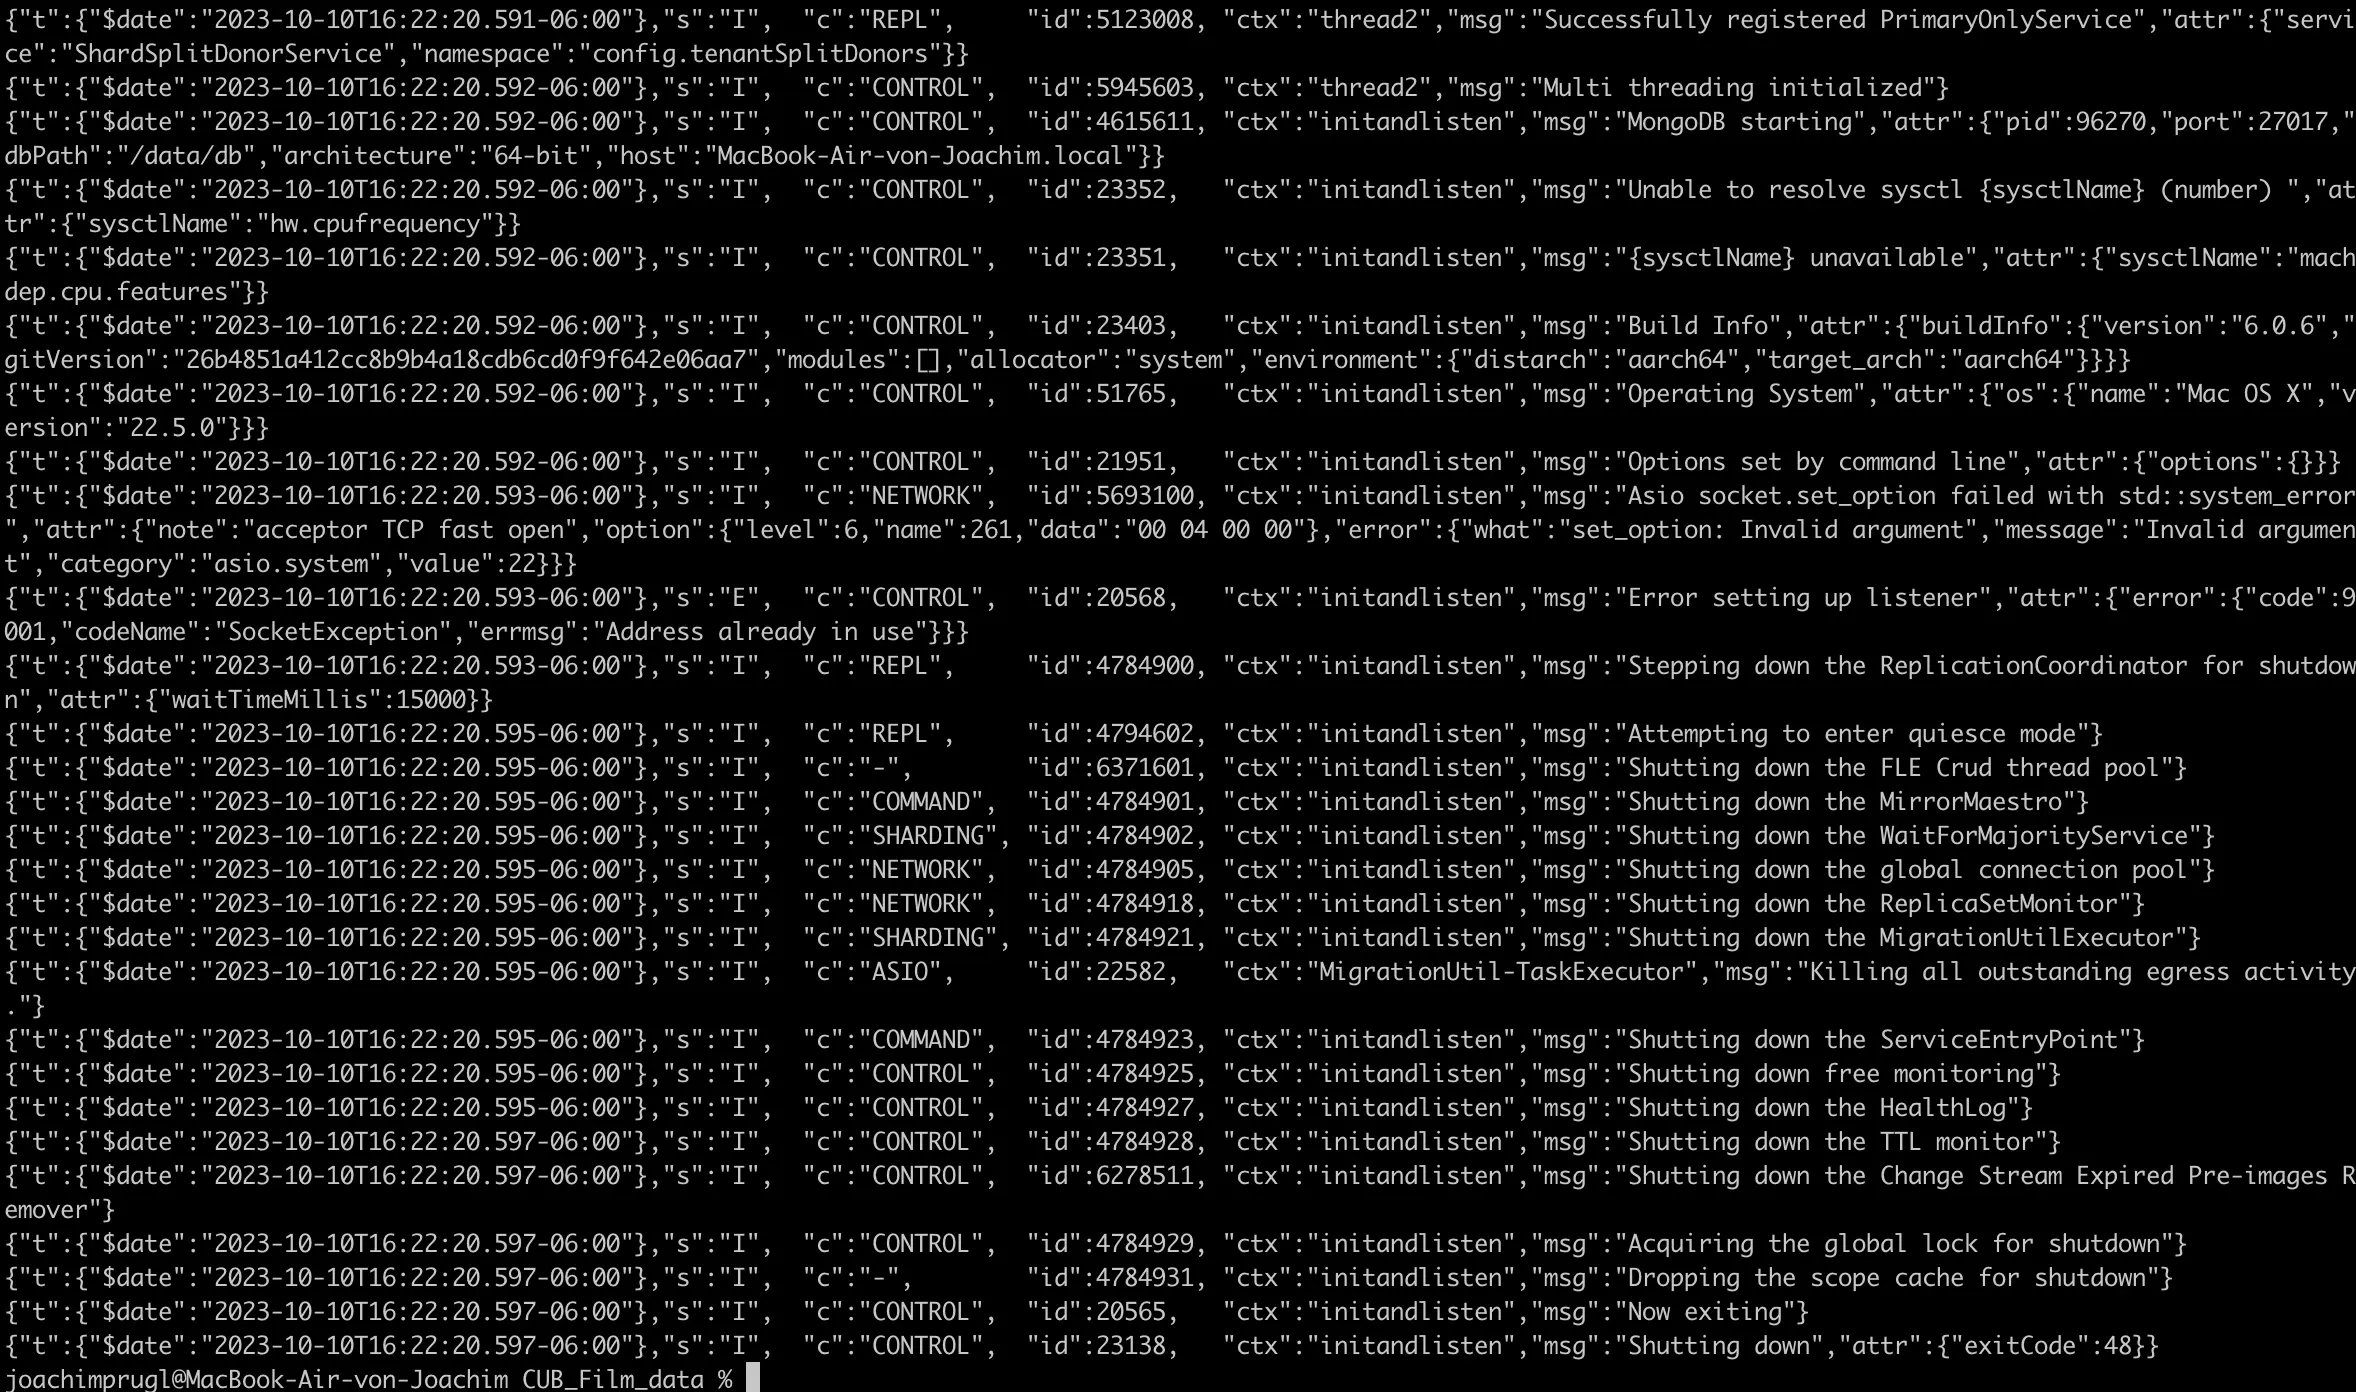 {"t":{"$date":"2023-10-10T16:22:20.591-06:00"},"s":"I",  "c":"REPL",     "id":5123008, "ctx":"thread2","msg":"Successfully registered PrimaryOnlyService","attr":{"servi
ce":"ShardSplitDonorService","namespace":"config.tenantSplitDonors"}}
{"t":{"$date":"2023-10-10T16:22:20.592-06:00"},"s":"I",  "c":"CONTROL",  "id":5945603, "ctx":"thread2","msg":"Multi threading initialized"}
{"t":{"$date":"2023-10-10T16:22:20.592-06:00"},"s":"I",  "c":"CONTROL",  "id":4615611, "ctx":"initandlisten","msg":"MongoDB starting","attr":{"pid":96270,"port":27017,"
dbPath":"/data/db","architecture":"64-bit","host":"MacBook-Air-von-Joachim.local"}}
{"t":{"$date":"2023-10-10T16:22:20.592-06:00"},"s":"I",  "c":"CONTROL",  "id":23352,   "ctx":"initandlisten","msg":"Unable to resolve sysctl {sysctlName} (number) ","at
tr":{"sysctlName":"hw.cpufrequency"}}
{"t":{"$date":"2023-10-10T16:22:20.592-06:00"},"s":"I",  "c":"CONTROL",  "id":23351,   "ctx":"initandlisten","msg":"{sysctlName} unavailable","attr":{"sysctlName":"mach
dep.cpu.features"}}
{"t":{"$date":"2023-10-10T16:22:20.592-06:00"},"s":"I",  "c":"CONTROL",  "id":23403,   "ctx":"initandlisten","msg":"Build Info","attr":{"buildInfo":{"version":"6.0.6","
gitVersion":"26b4851a412cc8b9b4a18cdb6cd0f9f642e06aa7","modules":[],"allocator":"system","environment":{"distarch":"aarch64","target_arch":"aarch64"}}}}
{"t":{"$date":"2023-10-10T16:22:20.592-06:00"},"s":"I",  "c":"CONTROL",  "id":51765,   "ctx":"initandlisten","msg":"Operating System","attr":{"os":{"name":"Mac OS X","v
ersion":"22.5.0"}}}
{"t":{"$date":"2023-10-10T16:22:20.592-06:00"},"s":"I",  "c":"CONTROL",  "id":21951,   "ctx":"initandlisten","msg":"Options set by command line","attr":{"options":{}}}
{"t":{"$date":"2023-10-10T16:22:20.593-06:00"},"s":"I",  "c":"NETWORK",  "id":5693100, "ctx":"initandlisten","msg":"Asio socket.set_option failed with std::system_error
","attr":{"note":"acceptor TCP fast open","option":{"level":6,"name":261,"data":"00 04 00 00"},"error":{"what":"set_option: Invalid argument","message":"Invalid argumen
t","category":"asio.system","value":22}}}
{"t":{"$date":"2023-10-10T16:22:20.593-06:00"},"s":"E",  "c":"CONTROL",  "id":20568,   "ctx":"initandlisten","msg":"Error setting up listener","attr":{"error":{"code":9
001,"codeName":"SocketException","errmsg":"Address already in use"}}}
{"t":{"$date":"2023-10-10T16:22:20.593-06:00"},"s":"I",  "c":"REPL",     "id":4784900, "ctx":"initandlisten","msg":"Stepping down the ReplicationCoordinator for shutdow
n","attr":{"waitTimeMillis":15000}}
{"t":{"$date":"2023-10-10T16:22:20.595-06:00"},"s":"I",  "c":"REPL",     "id":4794602, "ctx":"initandlisten","msg":"Attempting to enter quiesce mode"}
{"t":{"$date":"2023-10-10T16:22:20.595-06:00"},"s":"I",  "c":"-",        "id":6371601, "ctx":"initandlisten","msg":"Shutting down the FLE Crud thread pool"}
{"t":{"$date":"2023-10-10T16:22:20.595-06:00"},"s":"I",  "c":"COMMAND",  "id":4784901, "ctx":"initandlisten","msg":"Shutting down the MirrorMaestro"}
{"t":{"$date":"2023-10-10T16:22:20.595-06:00"},"s":"I",  "c":"SHARDING", "id":4784902, "ctx":"initandlisten","msg":"Shutting down the WaitForMajorityService"}
{"t":{"$date":"2023-10-10T16:22:20.595-06:00"},"s":"I",  "c":"NETWORK",  "id":4784905, "ctx":"initandlisten","msg":"Shutting down the global connection pool"}
{"t":{"$date":"2023-10-10T16:22:20.595-06:00"},"s":"I",  "c":"NETWORK",  "id":4784918, "ctx":"initandlisten","msg":"Shutting down the ReplicaSetMonitor"}
{"t":{"$date":"2023-10-10T16:22:20.595-06:00"},"s":"I",  "c":"SHARDING", "id":4784921, "ctx":"initandlisten","msg":"Shutting down the MigrationUtilExecutor"}
{"t":{"$date":"2023-10-10T16:22:20.595-06:00"},"s":"I",  "c":"ASIO",     "id":22582,   "ctx":"MigrationUtil-TaskExecutor","msg":"Killing all outstanding egress activity
."}
{"t":{"$date":"2023-10-10T16:22:20.595-06:00"},"s":"I",  "c":"COMMAND",  "id":4784923, "ctx":"initandlisten","msg":"Shutting down the ServiceEntryPoint"}
{"t":{"$date":"2023-10-10T16:22:20.595-06:00"},"s":"I",  "c":"CONTROL",  "id":4784925, "ctx":"initandlisten","msg":"Shutting down free monitoring"}
{"t":{"$date":"2023-10-10T16:22:20.595-06:00"},"s":"I",  "c":"CONTROL",  "id":4784927, "ctx":"initandlisten","msg":"Shutting down the HealthLog"}
{"t":{"$date":"2023-10-10T16:22:20.597-06:00"},"s":"I",  "c":"CONTROL",  "id":4784928, "ctx":"initandlisten","msg":"Shutting down the TTL monitor"}
{"t":{"$date":"2023-10-10T16:22:20.597-06:00"},"s":"I",  "c":"CONTROL",  "id":6278511, "ctx":"initandlisten","msg":"Shutting down the Change Stream Expired Pre-images R
emover"}
{"t":{"$date":"2023-10-10T16:22:20.597-06:00"},"s":"I",  "c":"CONTROL",  "id":4784929, "ctx":"initandlisten","msg":"Acquiring the global lock for shutdown"}
{"t":{"$date":"2023-10-10T16:22:20.597-06:00"},"s":"I",  "c":"-",        "id":4784931, "ctx":"initandlisten","msg":"Dropping the scope cache for shutdown"}
{"t":{"$date":"2023-10-10T16:22:20.597-06:00"},"s":"I",  "c":"CONTROL",  "id":20565,   "ctx":"initandlisten","msg":"Now exiting"}
{"t":{"$date":"2023-10-10T16:22:20.597-06:00"},"s":"I",  "c":"CONTROL",  "id":23138,   "ctx":"initandlisten","msg":"Shutting down","attr":{"exitCode":48}}
joachimprugl@MacBook-Air-von-Joachim CUB_Film_data %